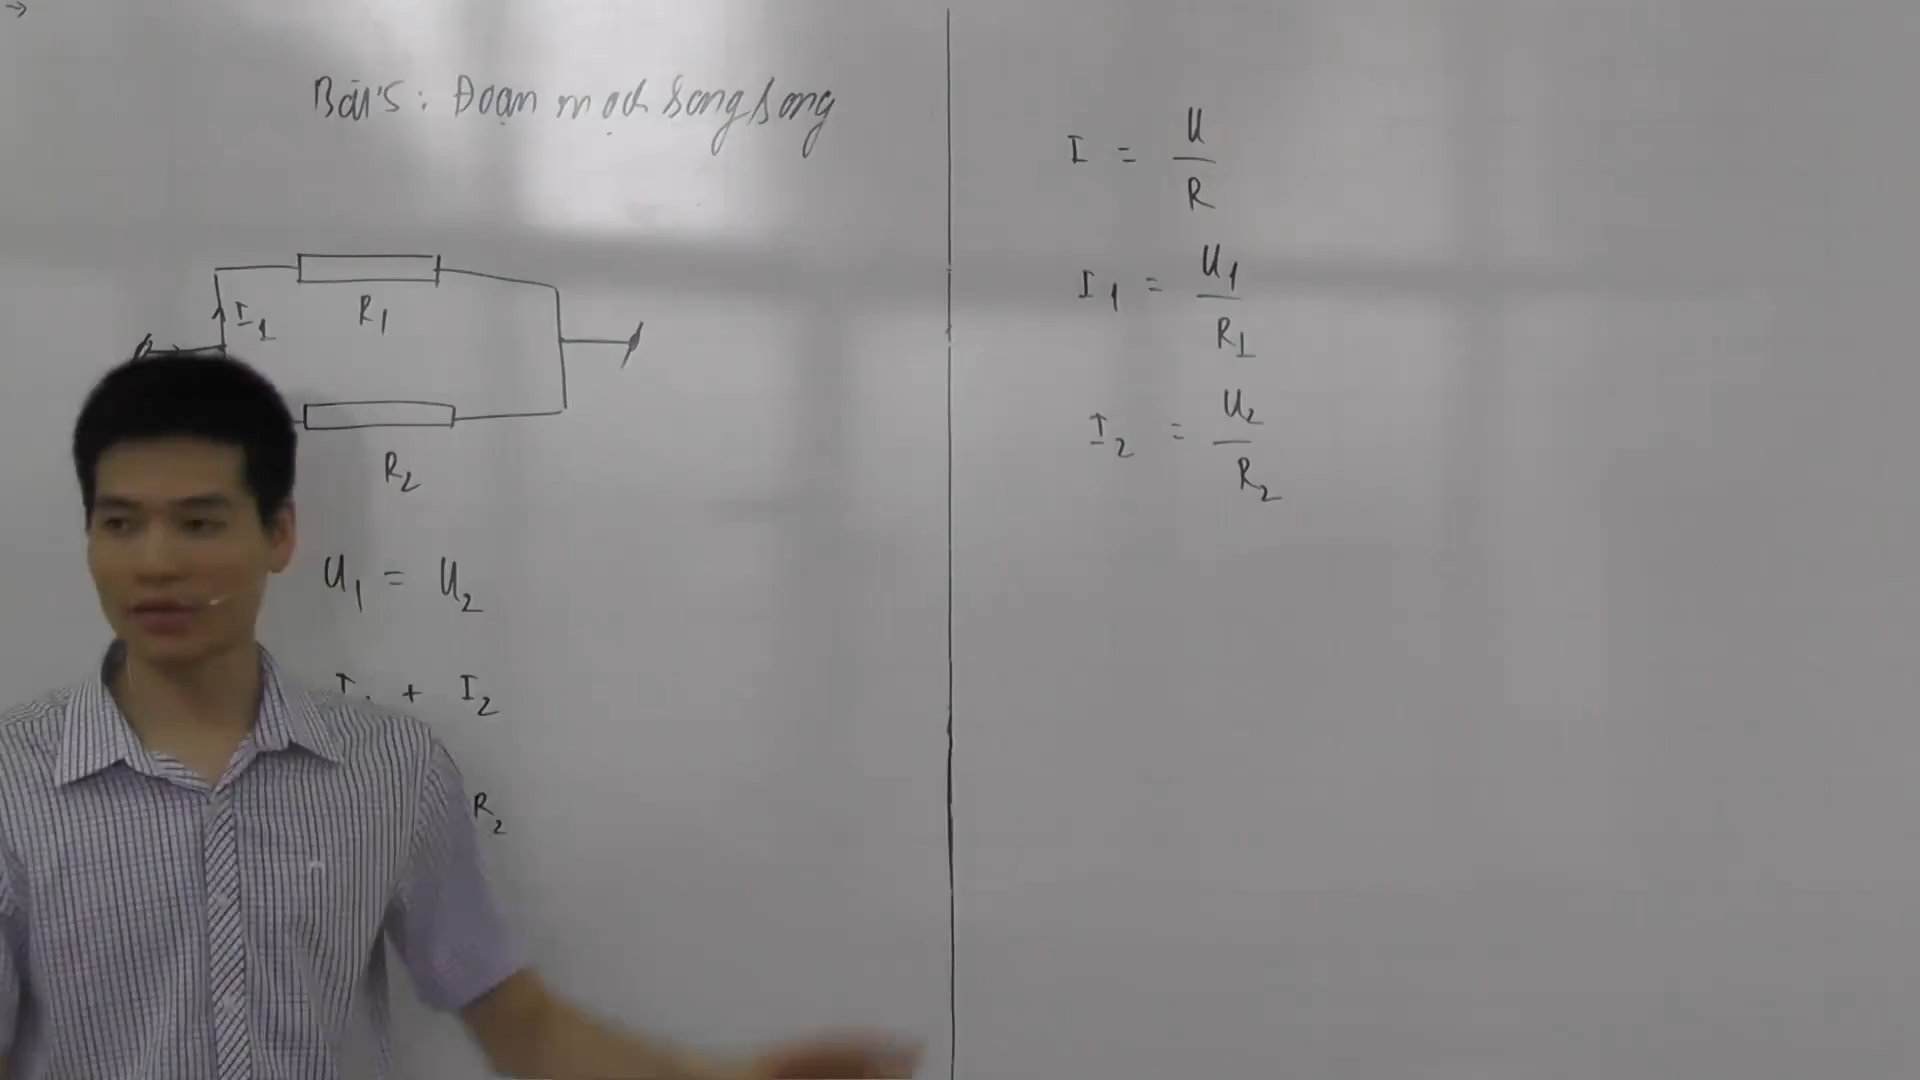 Bài 5: Đoạn mạch song song
I1
R1
R2
U1 = U2
+ I2
R2
I = U/R
I1 = U1/R1
I2 = U2/R2